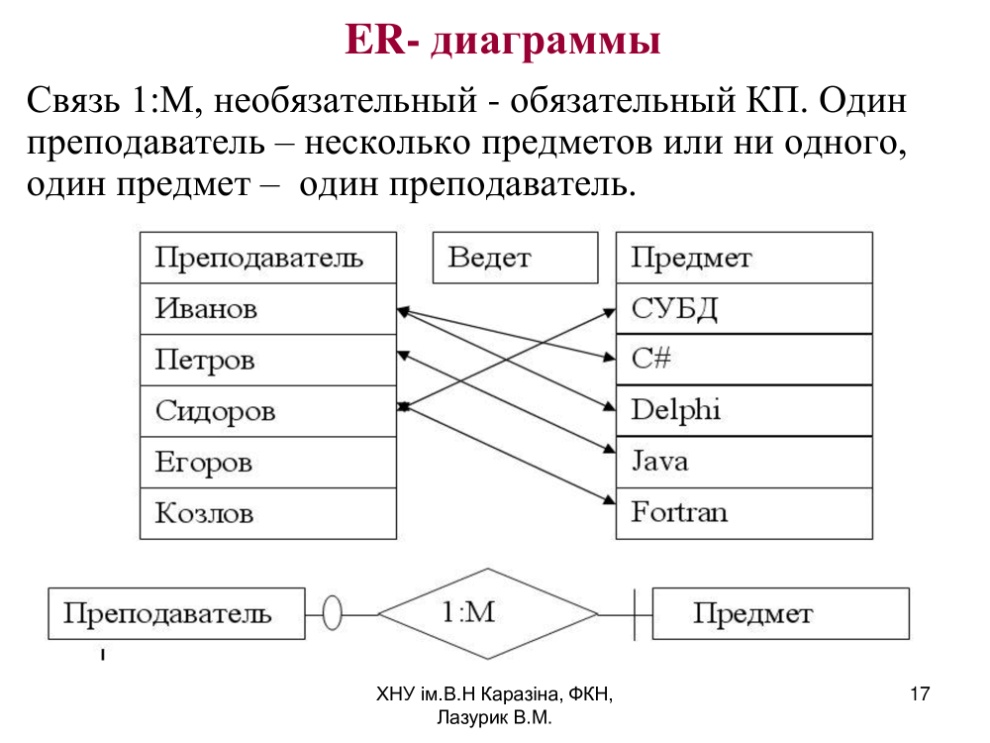 ER- диаграммы
Связь 1:М, необязательный - обязательный КП. Один
преподаватель – несколько предметов или ни одного,
один предмет – один преподаватель.
Преподаватель
Ведет
Предмет
Иванов
СУБД
Петров
C#
Сидоров
Delphi
Егоров
Java
Козлов
Fortran
Преподаватель
1:М
Предмет
ХНУ ім.В.Н Каразіна, ФКН,
Лазурик В.М.
17